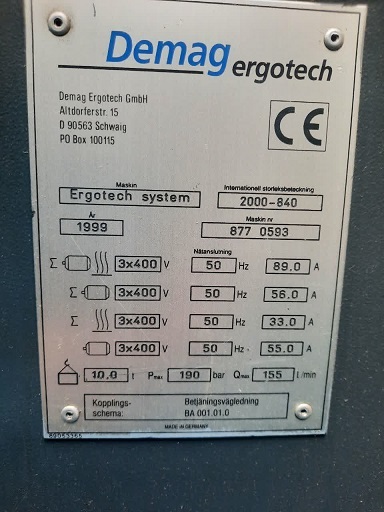 Demag ergotech
Demag Ergotech GmbH
Altdorferstr. 15
D 90563 Schwaig
PO Box 100115
CE
Maskin Internationell storleksbeteckning
Ergotech system 2000-840
År Maskin nr
1999 877 0593
Nätanslutning
Σ 3x400 V 50 Hz 89.0 A
Σ 3x400 V 50 Hz 56.0 A
Σ 3x400 V 50 Hz 33.0 A
3x400 V 50 Hz 55.0 A
10.0 t Pmax 190 bar Qmax 155 l/min
Kopplings- Betjäningsvägledning
schema: BA 001.01.0
MADE IN GERMANY